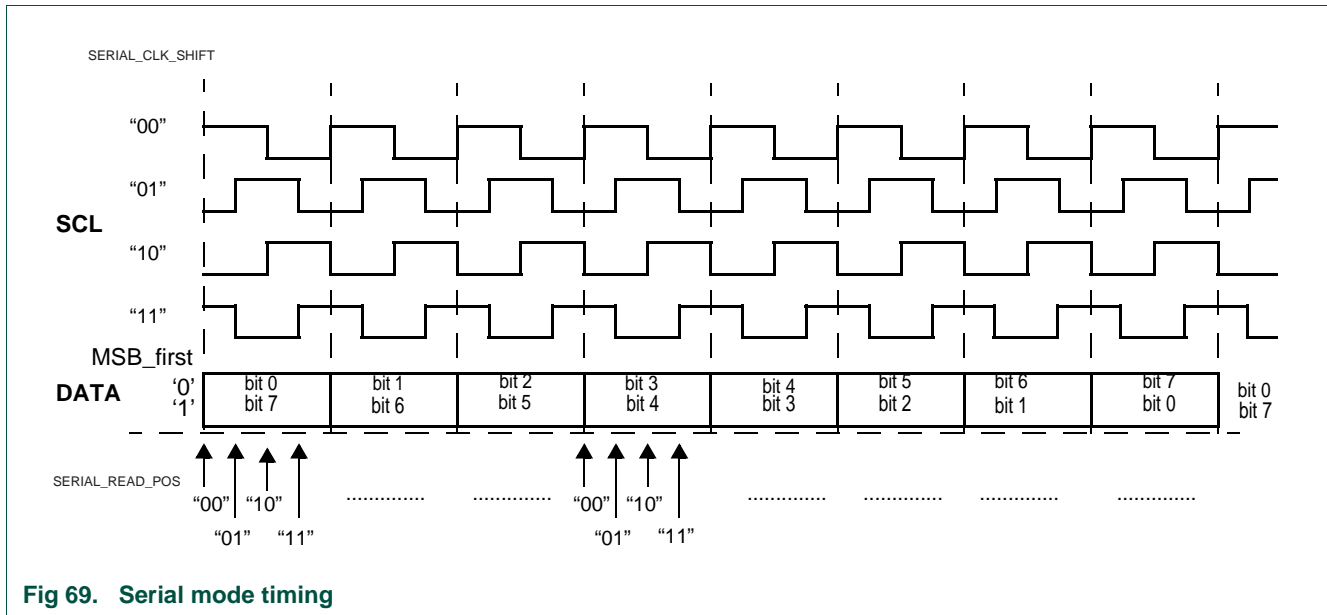 SERIAL_CLK_SHIFT
“00”
“01”
SCL
“10”
“11”
MSB_first
DATA
‘0’ bit 0 bit 1 bit 2 bit 3 bit 4 bit 5 bit 6 bit 7 bit 0
‘1’ bit 7 bit 6 bit 5 bit 4 bit 3 bit 2 bit 1 bit 0 bit 7
SERIAL_READ_POS
“00” “10” .............. .............. “00” “10” .............. .............. .............. ..............
“01” “11” “01” “11”
Fig 69. Serial mode timing